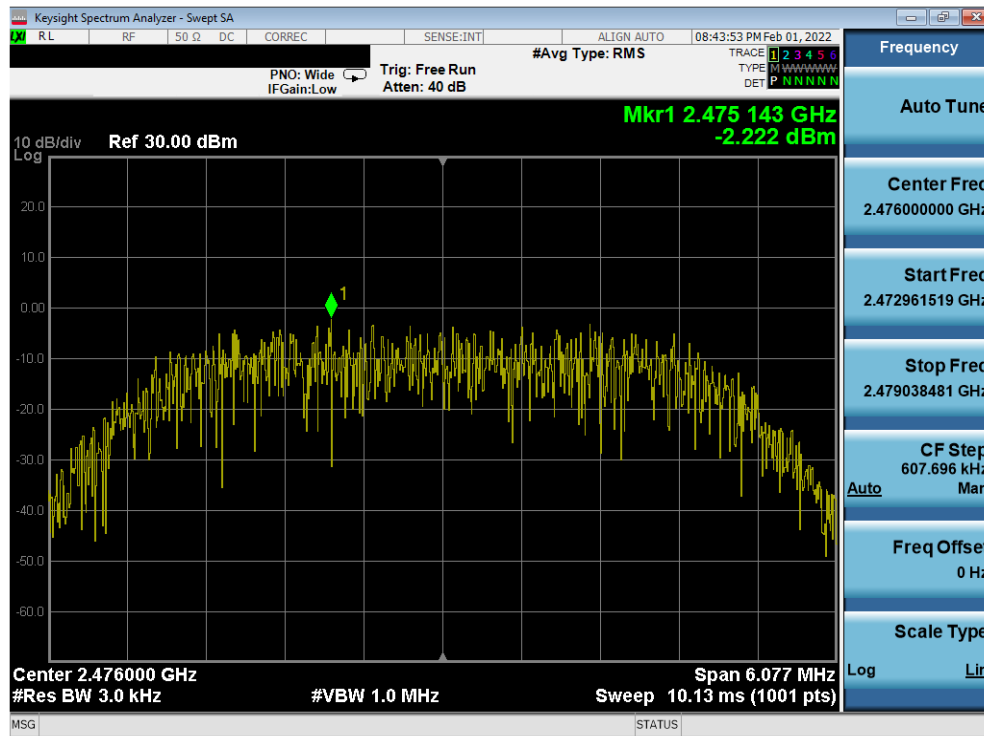 Keysight Spectrum Analyzer - Swept SA
LXI RL RF 50 Ω DC CORREC SENSE:INT ALIGN AUTO 08:43:53 PM Feb 01, 2022
#Avg Type: RMS
TRACE 1 2 3 4 5 6
PNO: Wide Trig: Free Run
TYPE M WWWWW
IFGain:Low Atten: 40 dB
DET P N N N N N
Mkr1 2.475 143 GHz
-2.222 dBm
10 dB/div Ref 30.00 dBm
Log
20.0
10.0
0.00
1
-10.0
-20.0
-30.0
-40.0
-50.0
-60.0
Center 2.476000 GHz Span 6.077 MHz
#Res BW 3.0 kHz #VBW 1.0 MHz Sweep 10.13 ms (1001 pts)
MSG STATUS
Frequency
Auto Tune
Center Freq
2.476000000 GHz
Start Freq
2.472961519 GHz
Stop Freq
2.479038481 GHz
CF Step
607.696 kHz
Auto Man
Freq Offset
0 Hz
Scale Type
Log Lin